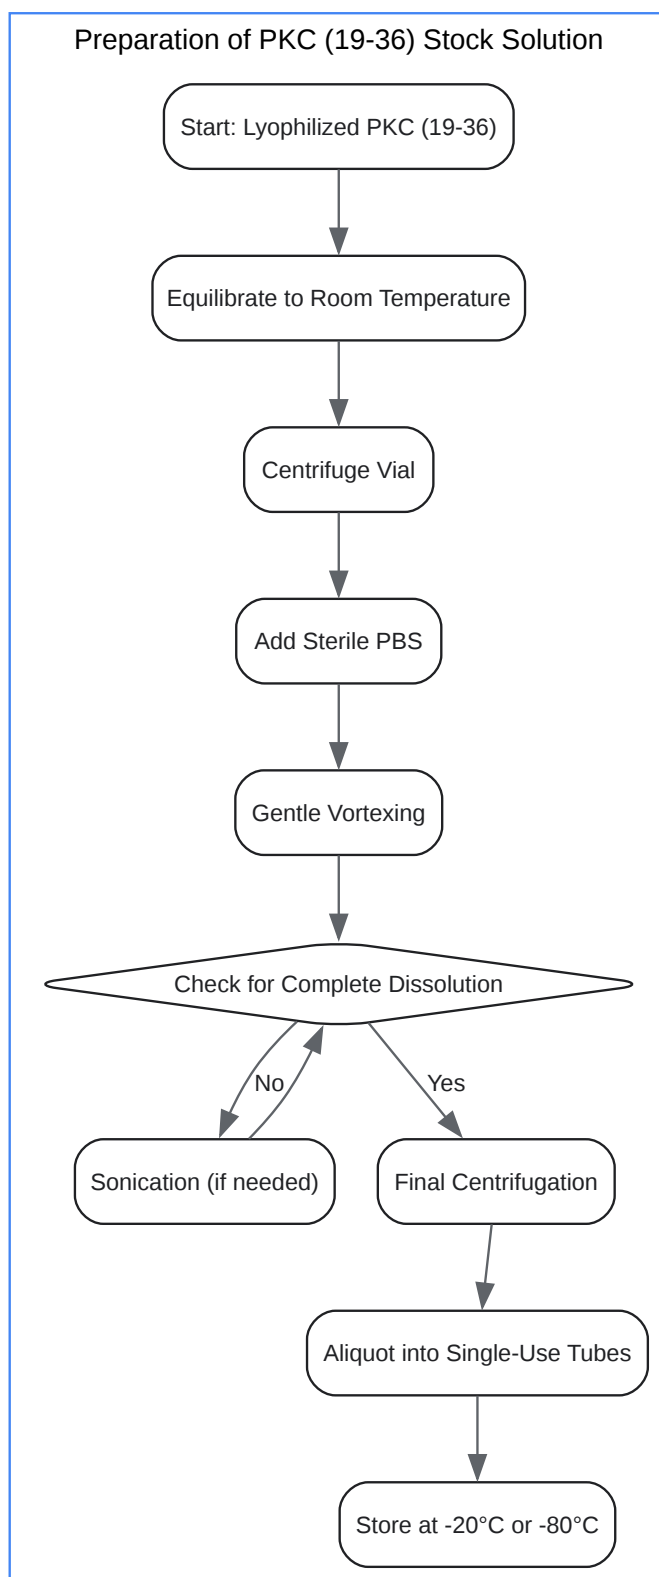 Preparation of PKC (19-36) Stock Solution
Start: Lyophilized PKC (19-36)
Equilibrate to Room Temperature
Centrifuge Vial
Add Sterile PBS
Gentle Vortexing
Check for Complete Dissolution
No
Yes
Sonication (if needed)
Final Centrifugation
Aliquot into Single-Use Tubes
Store at -20°C or -80°C